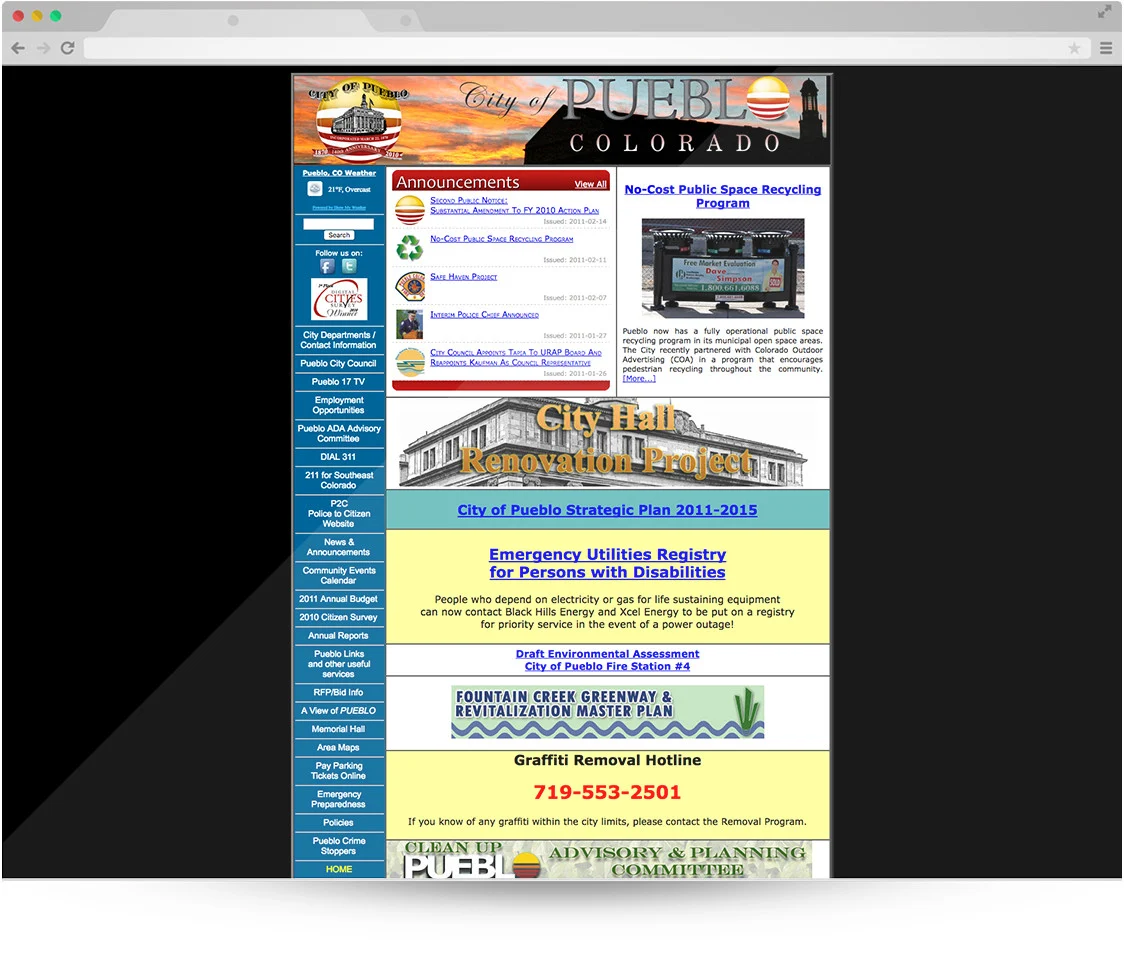 CITY OF PUEBLO
INCORPORATED MARCH 22, 1870
140th ANNIVERSARY
1870
2010
City of PUEBLO
COLORADO
Pueblo, CO Weather
21°F, Overcast
Search
Follow us on:
DIGITAL
CITIES
SURVEY
Winner
City Departments /
Contact Information
Pueblo City Council
Pueblo 17 TV
Employment
Opportunities
Pueblo ADA Advisory
Committee
DIAL 311
211 for Southeast
Colorado
P2C
Police to Citizen
Website
News &
Announcements
Community Events
Calendar
2011 Annual Budget
2010 Citizen Survey
Annual Reports
Pueblo Links
and other useful
services
RFP/Bid Info
A View of PUEBLO
Memorial Hall
Area Maps
Pay Parking
Tickets Online
Emergency
Preparedness
Policies
Pueblo Crime
Stoppers
HOME
Announcements
View All
Second Public Notice:
Substantial Amendment To FY 2010 Action Plan
Issued: 2011-02-14
No-Cost Public Space Recycling Program
Issued: 2011-02-11
Safe Haven Project
Issued: 2011-02-07
Interim Police Chief Announced
Issued: 2011-01-27
City Council Appoints Tapia To URAP Board And
Reappoints Kaufman As Council Representative
Issued: 2011-01-26
No-Cost Public Space Recycling
Program
Free Market Evaluation
Dave
Simpson
1.800.661.6088
SOLD
Pueblo now has a fully operational public space
recycling program in its municipal open space areas.
The City recently partnered with Colorado Outdoor
Advertising (COA) in a program that encourages
pedestrian recycling throughout the community.
[More...]
City Hall
Renovation Project
City of Pueblo Strategic Plan 2011-2015
Emergency Utilities Registry
for Persons with Disabilities
People who depend on electricity or gas for life sustaining equipment
can now contact Black Hills Energy and Xcel Energy to be put on a registry
for priority service in the event of a power outage!
Draft Environmental Assessment
City of Pueblo Fire Station #4
FOUNTAIN CREEK GREENWAY &
REVITALIZATION MASTER PLAN
Graffiti Removal Hotline
719-553-2501
If you know of any graffiti within the city limits, please contact the Removal Program.
CLEAN UP
PUEBLO
ADVISORY & PLANNING
COMMITTEE